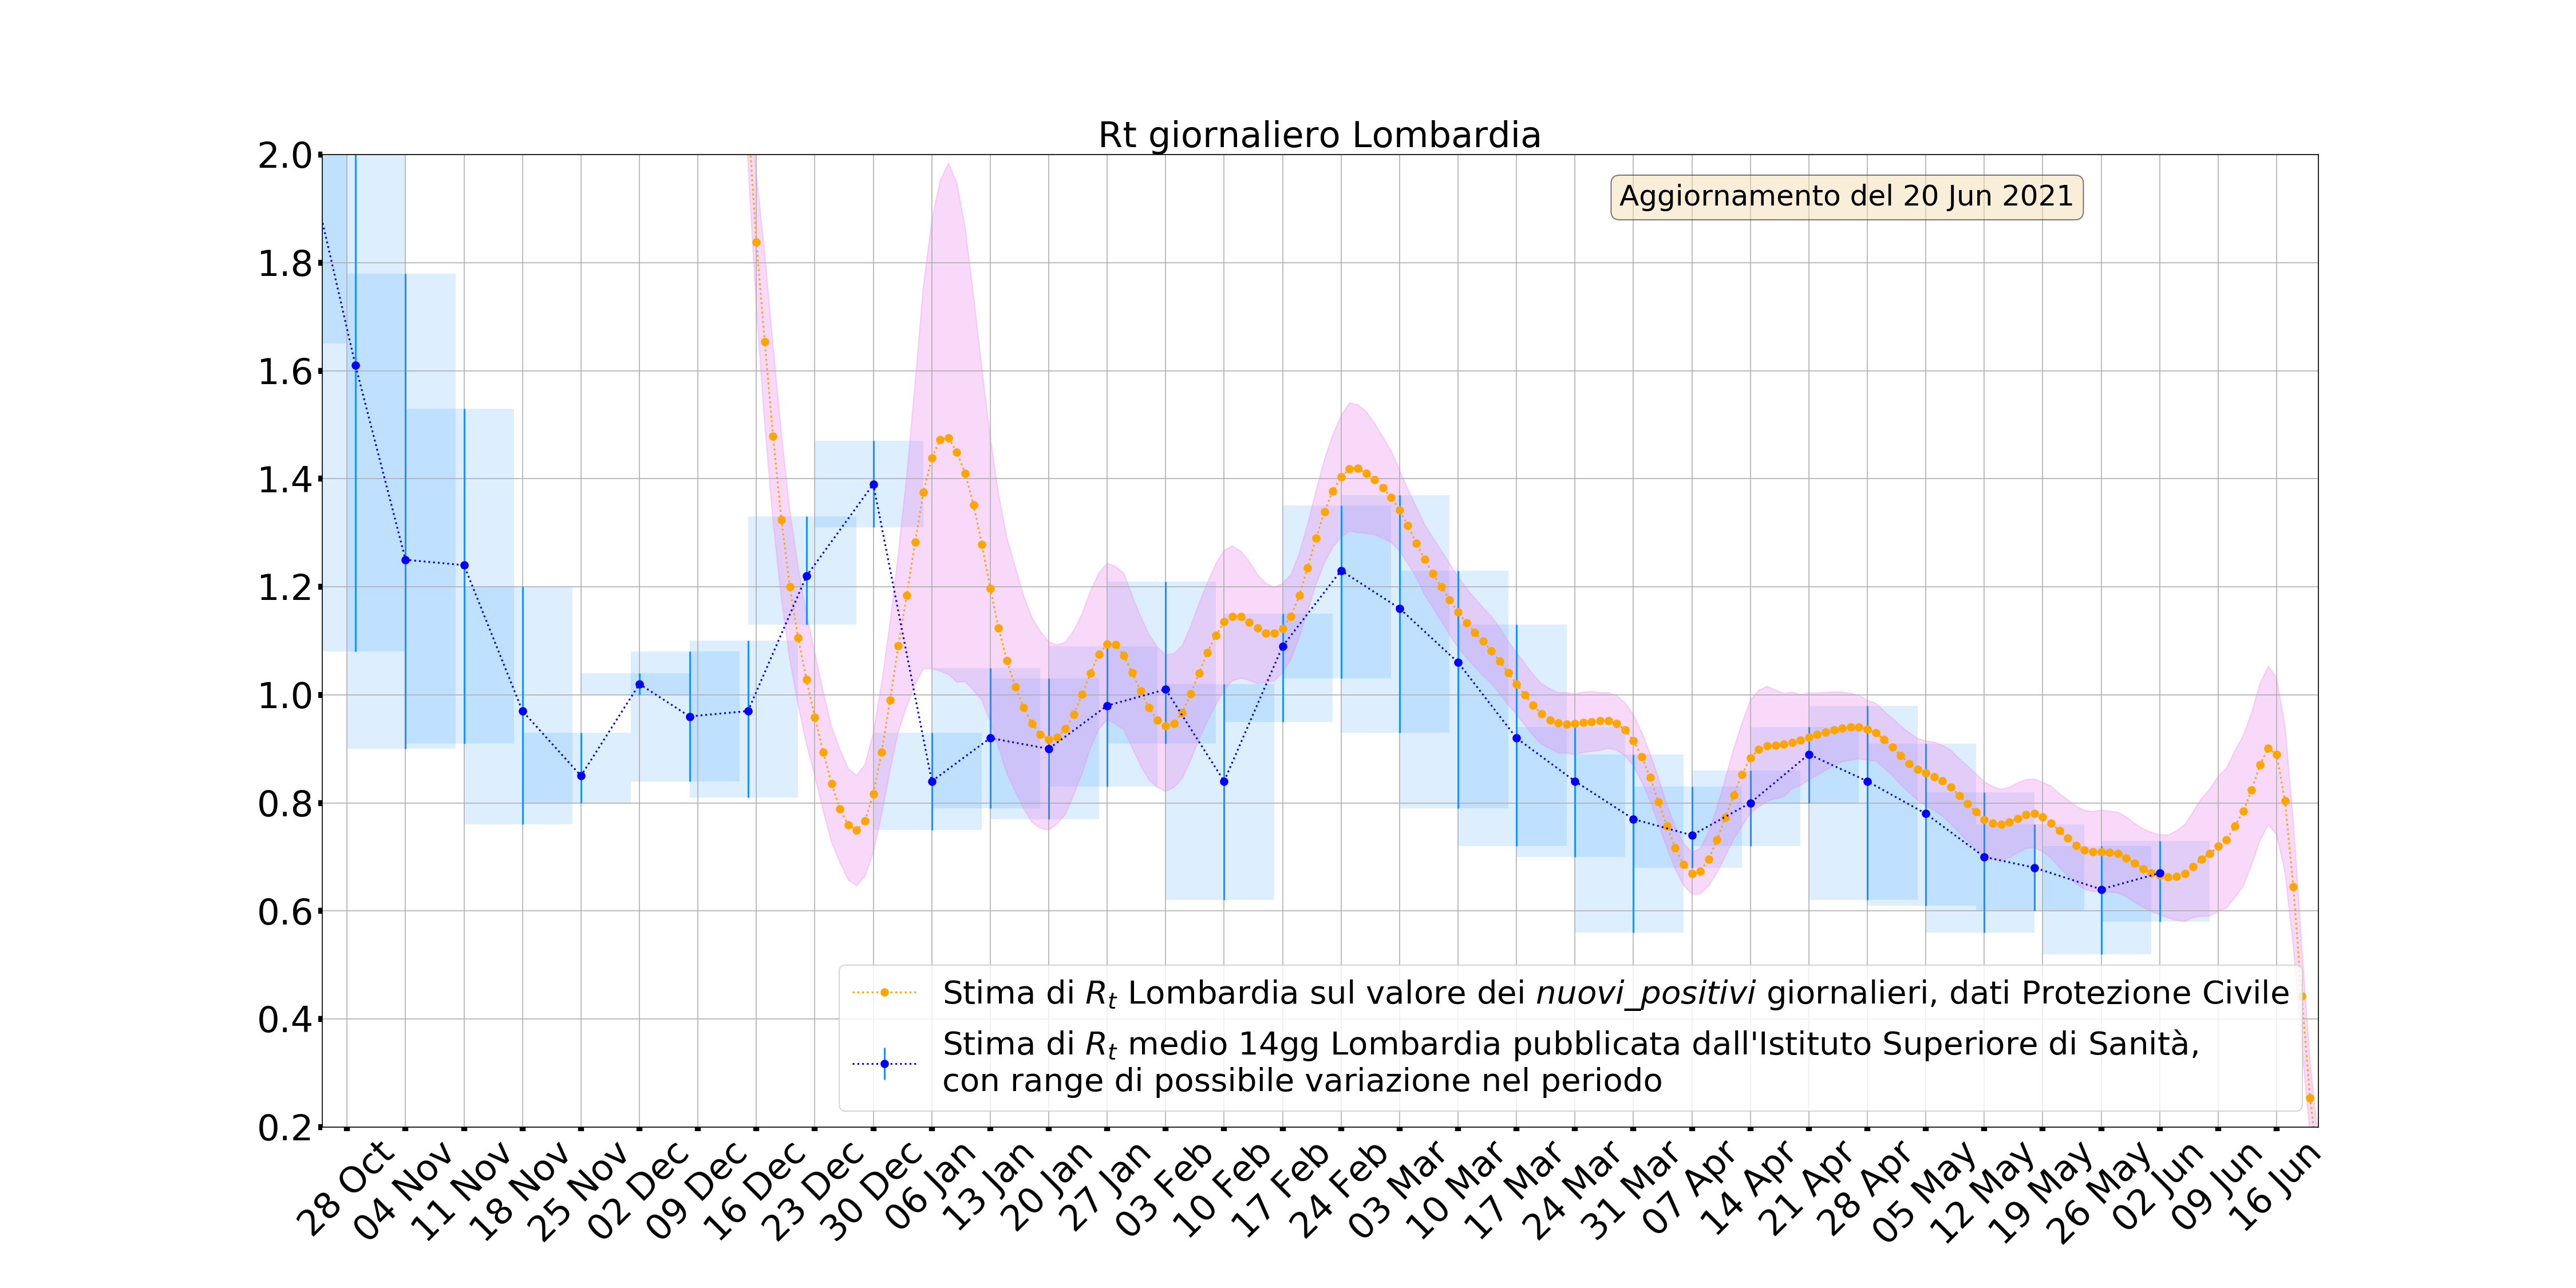 Rt giornaliero Lombardia
Aggiornamento del 20 Jun 2021
2.0
1.8
1.6
1.4
1.2
1.0
0.8
0.6
0.4
0.2
Stima di Rt Lombardia sul valore dei nuovi_positivi giornalieri, dati Protezione Civile
Stima di Rt medio 14gg Lombardia pubblicata dall'Istituto Superiore di Sanità,
con range di possibile variazione nel periodo
28 Oct
04 Nov
11 Nov
18 Nov
25 Nov
02 Dec
09 Dec
16 Dec
23 Dec
30 Dec
06 Jan
13 Jan
20 Jan
27 Jan
03 Feb
10 Feb
17 Feb
24 Feb
03 Mar
10 Mar
17 Mar
24 Mar
31 Mar
07 Apr
14 Apr
21 Apr
28 Apr
05 May
12 May
19 May
26 May
02 Jun
09 Jun
16 Jun